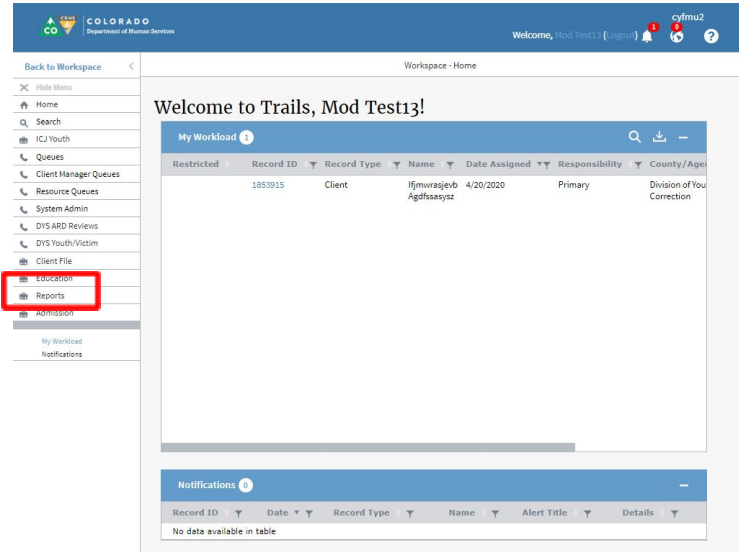 cyfmu2
CDHS
CO
COLORADO
Department of Human Services
Welcome, Mod Test13 (Logout)
1
0
?
Back to Workspace
Workspace - Home
Hide Menu
Home
Search
ICJ Youth
Queues
Client Manager Queues
Resource Queues
System Admin
DYS ARD Reviews
DYS Youth/Victim
Client File
Education
Reports
Admission
My Workload
Notifications
Welcome to Trails, Mod Test13!
My Workload 1
Restricted Record ID Record Type Name Date Assigned Responsibility County/Agen
1853915 Client Ifjmwrasjevb 4/20/2020 Primary Division of You
Agdfssasysz Correction
Notifications 0
Record ID Date Record Type Name Alert Title Details
No data available in table